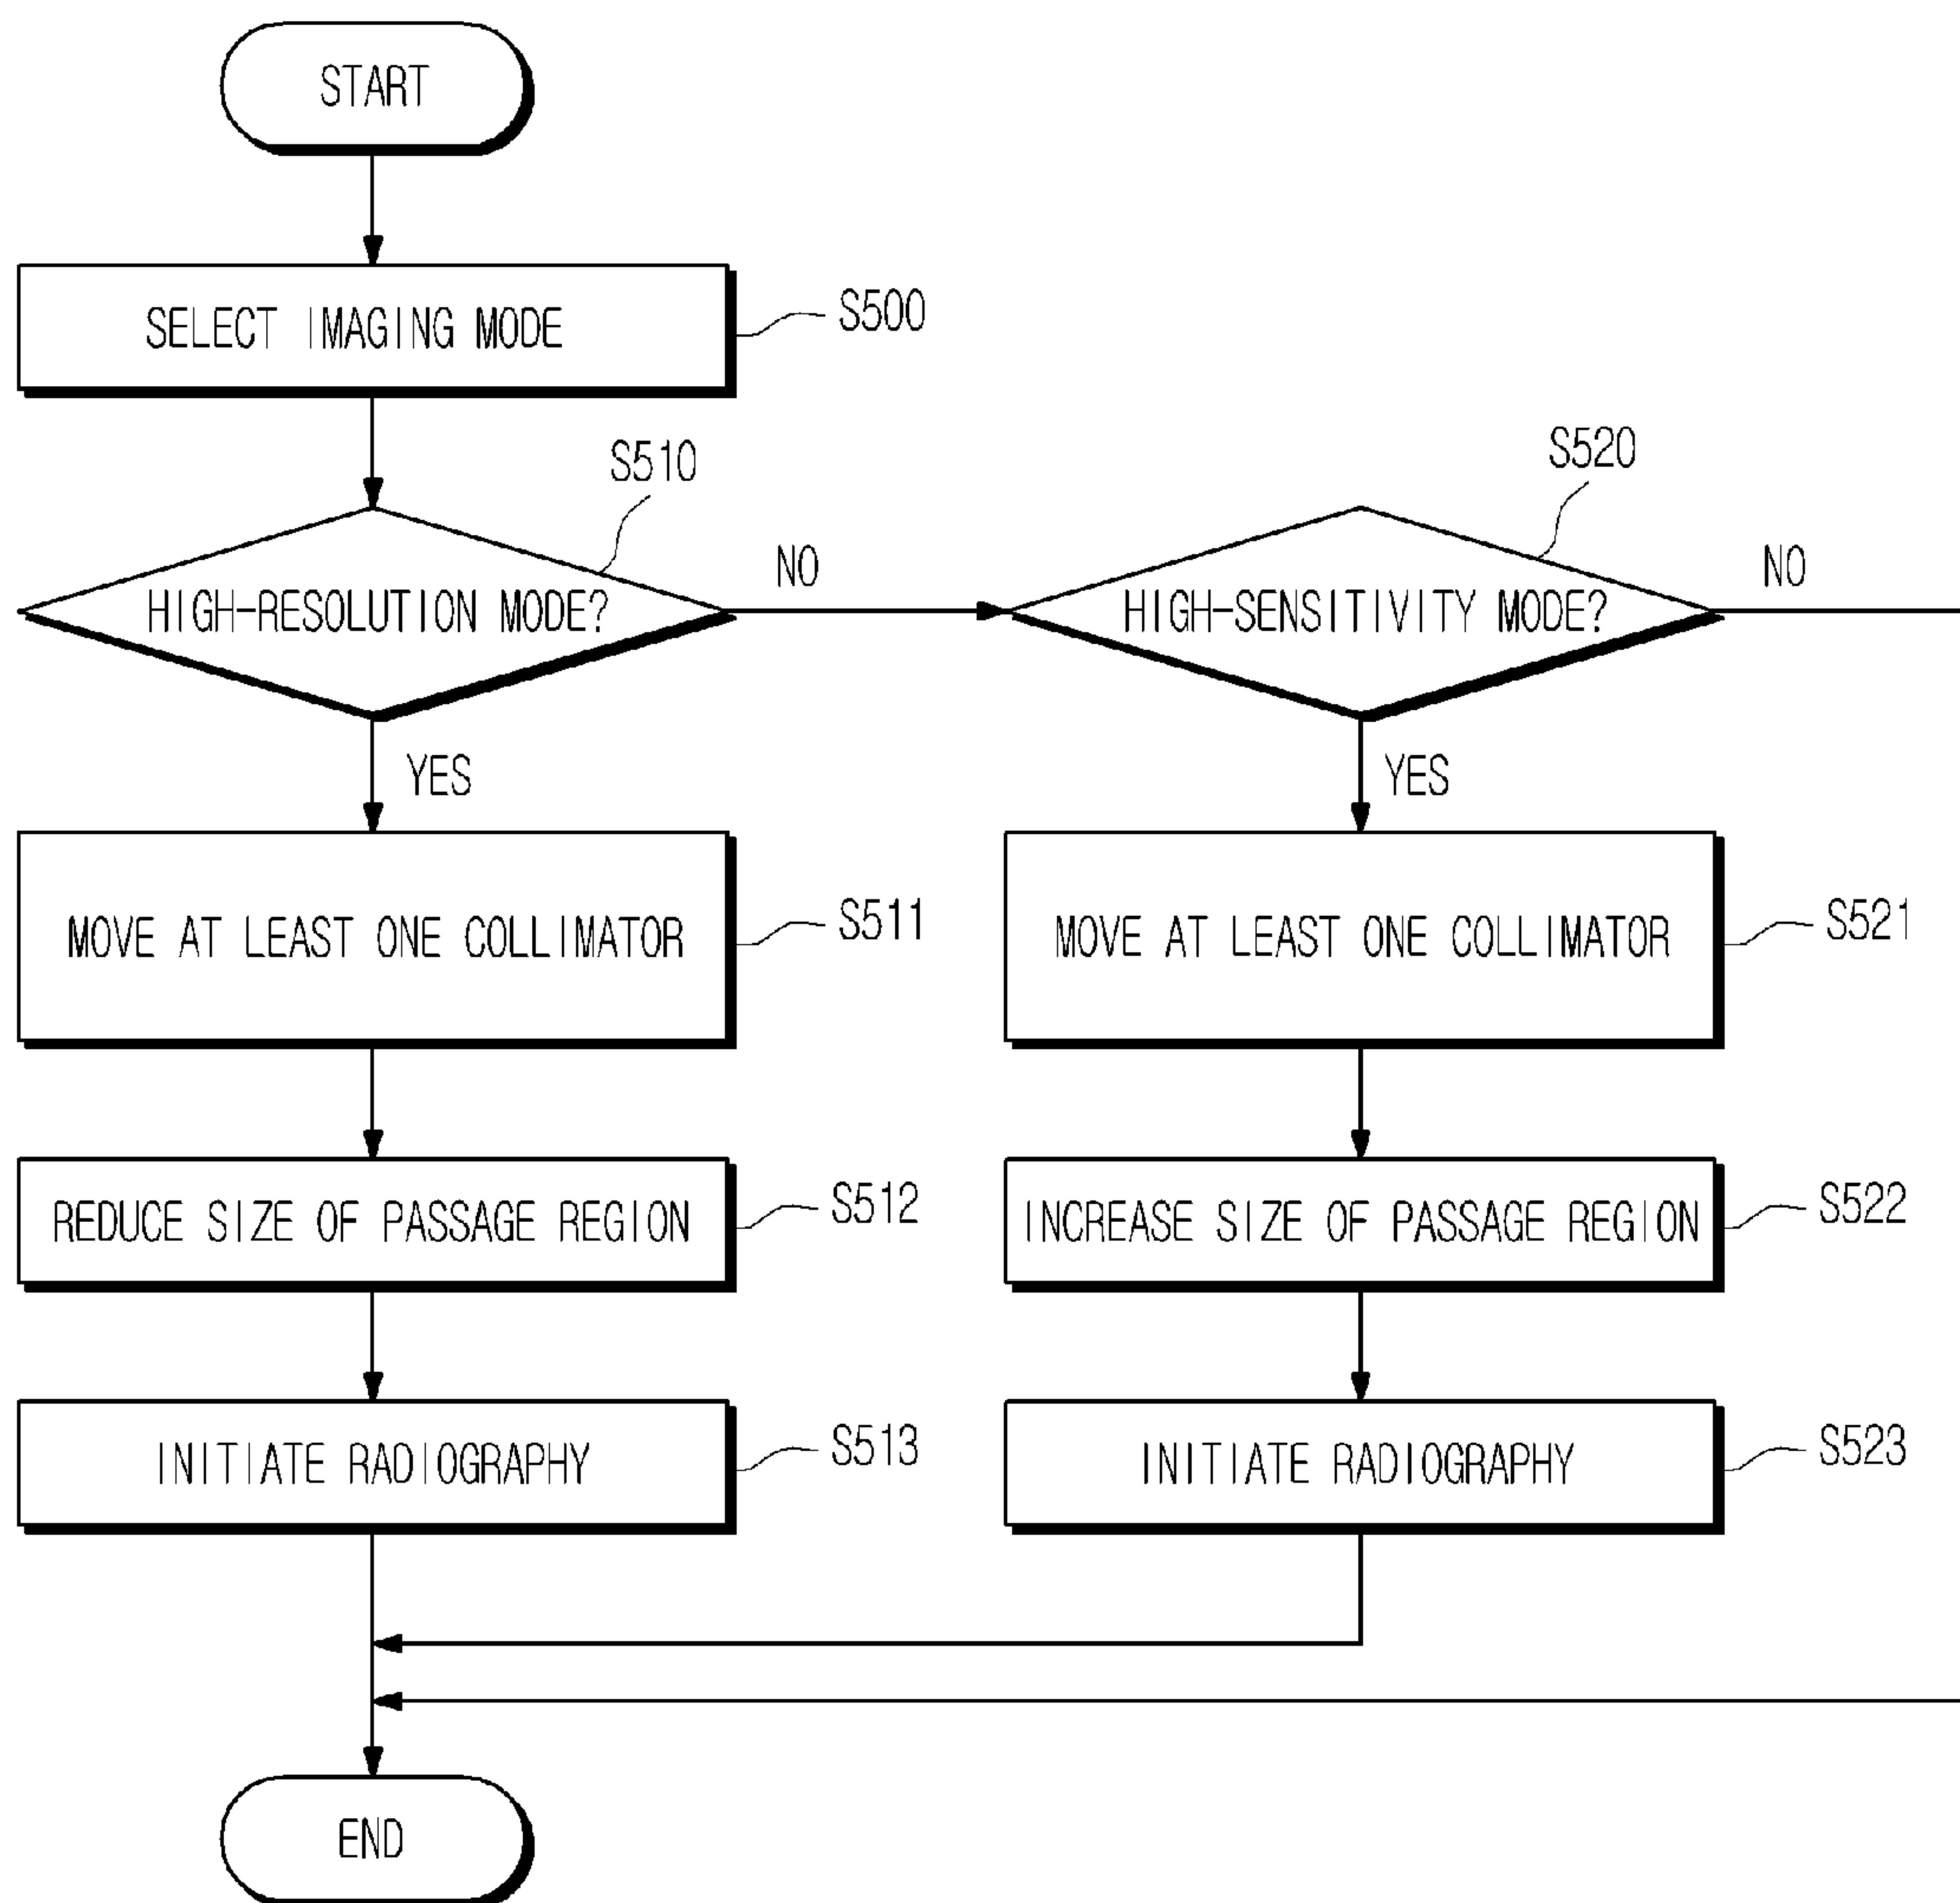 START
SELECT IMAGING MODE
S500
S510
S520
HIGH-RESOLUTION MODE?
NO
HIGH-SENSITIVITY MODE?
NO
YES
YES
MOVE AT LEAST ONE COLLIMATOR
S511
MOVE AT LEAST ONE COLLIMATOR
S521
REDUCE SIZE OF PASSAGE REGION
S512
INCREASE SIZE OF PASSAGE REGION
S522
INITIATE RADIOGRAPHY
S513
INITIATE RADIOGRAPHY
S523
END